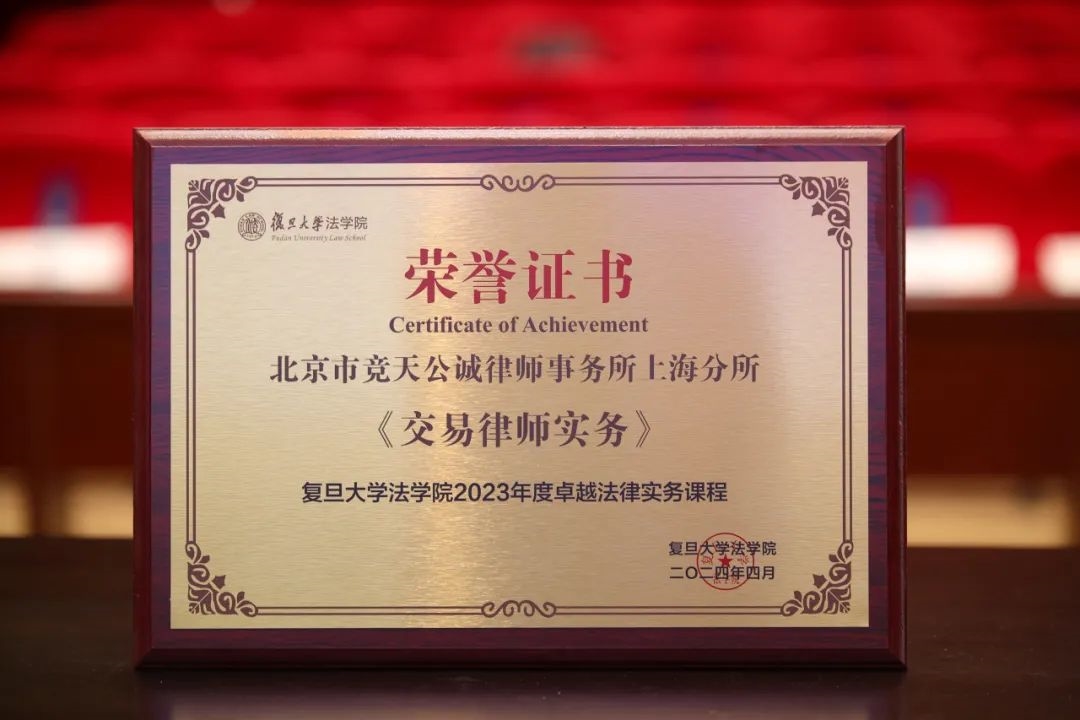 復旦大學法学院
Fudan University Law School
荣誉证书
Certificate of Achievement
北京市竞天公诚律师事务所上海分所
《交易律师实务》
复旦大学法学院2023年度卓越法律实务课程
复旦大学法学院
二〇二四年四月